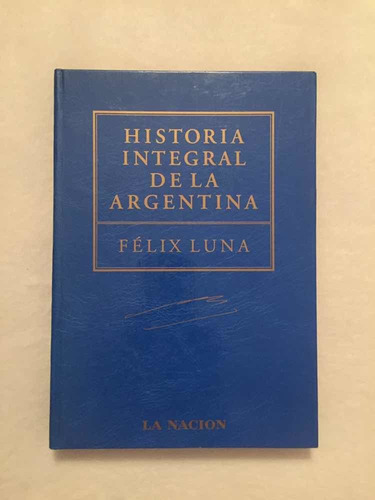 HISTORIA
INTEGRAL
DE LA
ARGENTINA
FÉLIX LUNA
LA NACION